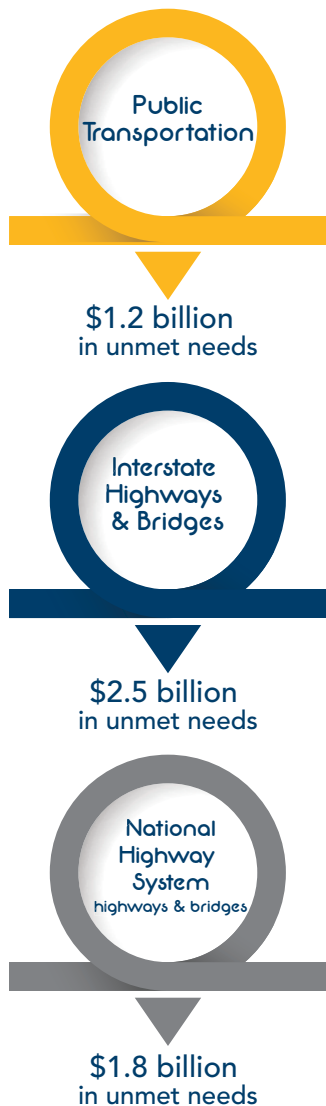 Public
Transportation
$1.2 billion
in unmet needs
Interstate
Highways
& Bridges
$2.5 billion
in unmet needs
National
Highway
System
highways & bridges
$1.8 billion
in unmet needs